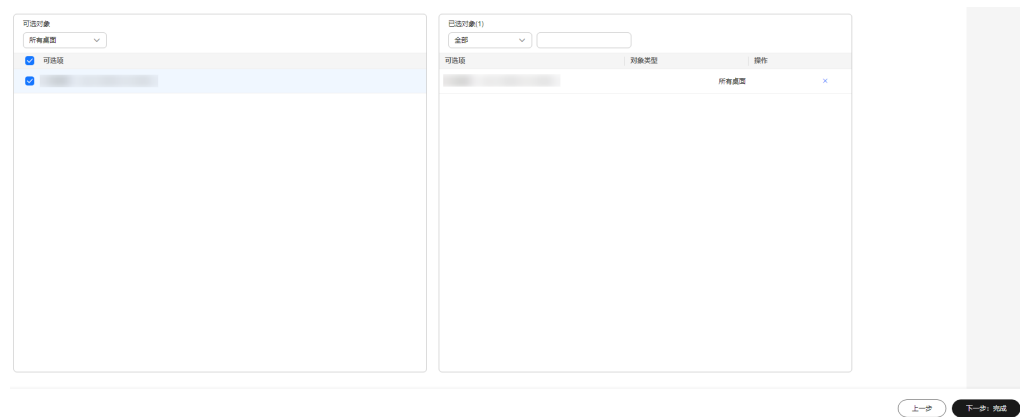 可选对象
所有桌面
可选项
已选对象(1)
全部
可选项 对象类型 操作
所有桌面 ×
上一步 下一步：完成